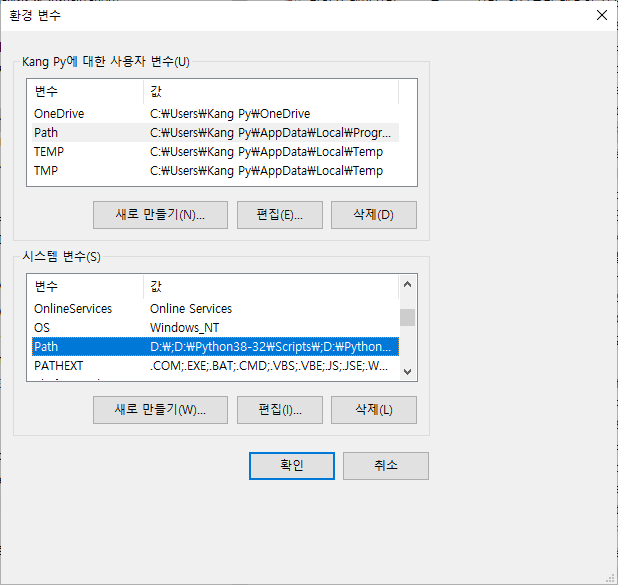 환경 변수
Kang Py에 대한 사용자 변수(U)
변수 값
OneDrive C:₩Users₩Kang Py₩OneDrive
Path C:₩Users₩Kang Py₩AppData₩Local₩Progr...
TEMP C:₩Users₩Kang Py₩AppData₩Local₩Temp
TMP C:₩Users₩Kang Py₩AppData₩Local₩Temp
새로 만들기(N)... 편집(E)... 삭제(D)
시스템 변수(S)
변수 값
OnlineServices Online Services
OS Windows_NT
Path D:₩;D:₩Python38-32₩Scripts₩;D:₩Python...
PATHEXT .COM;.EXE;.BAT;.CMD;.VBS;.VBE;.JS;.JSE;.W...
새로 만들기(W)... 편집(I)... 삭제(L)
확인 취소